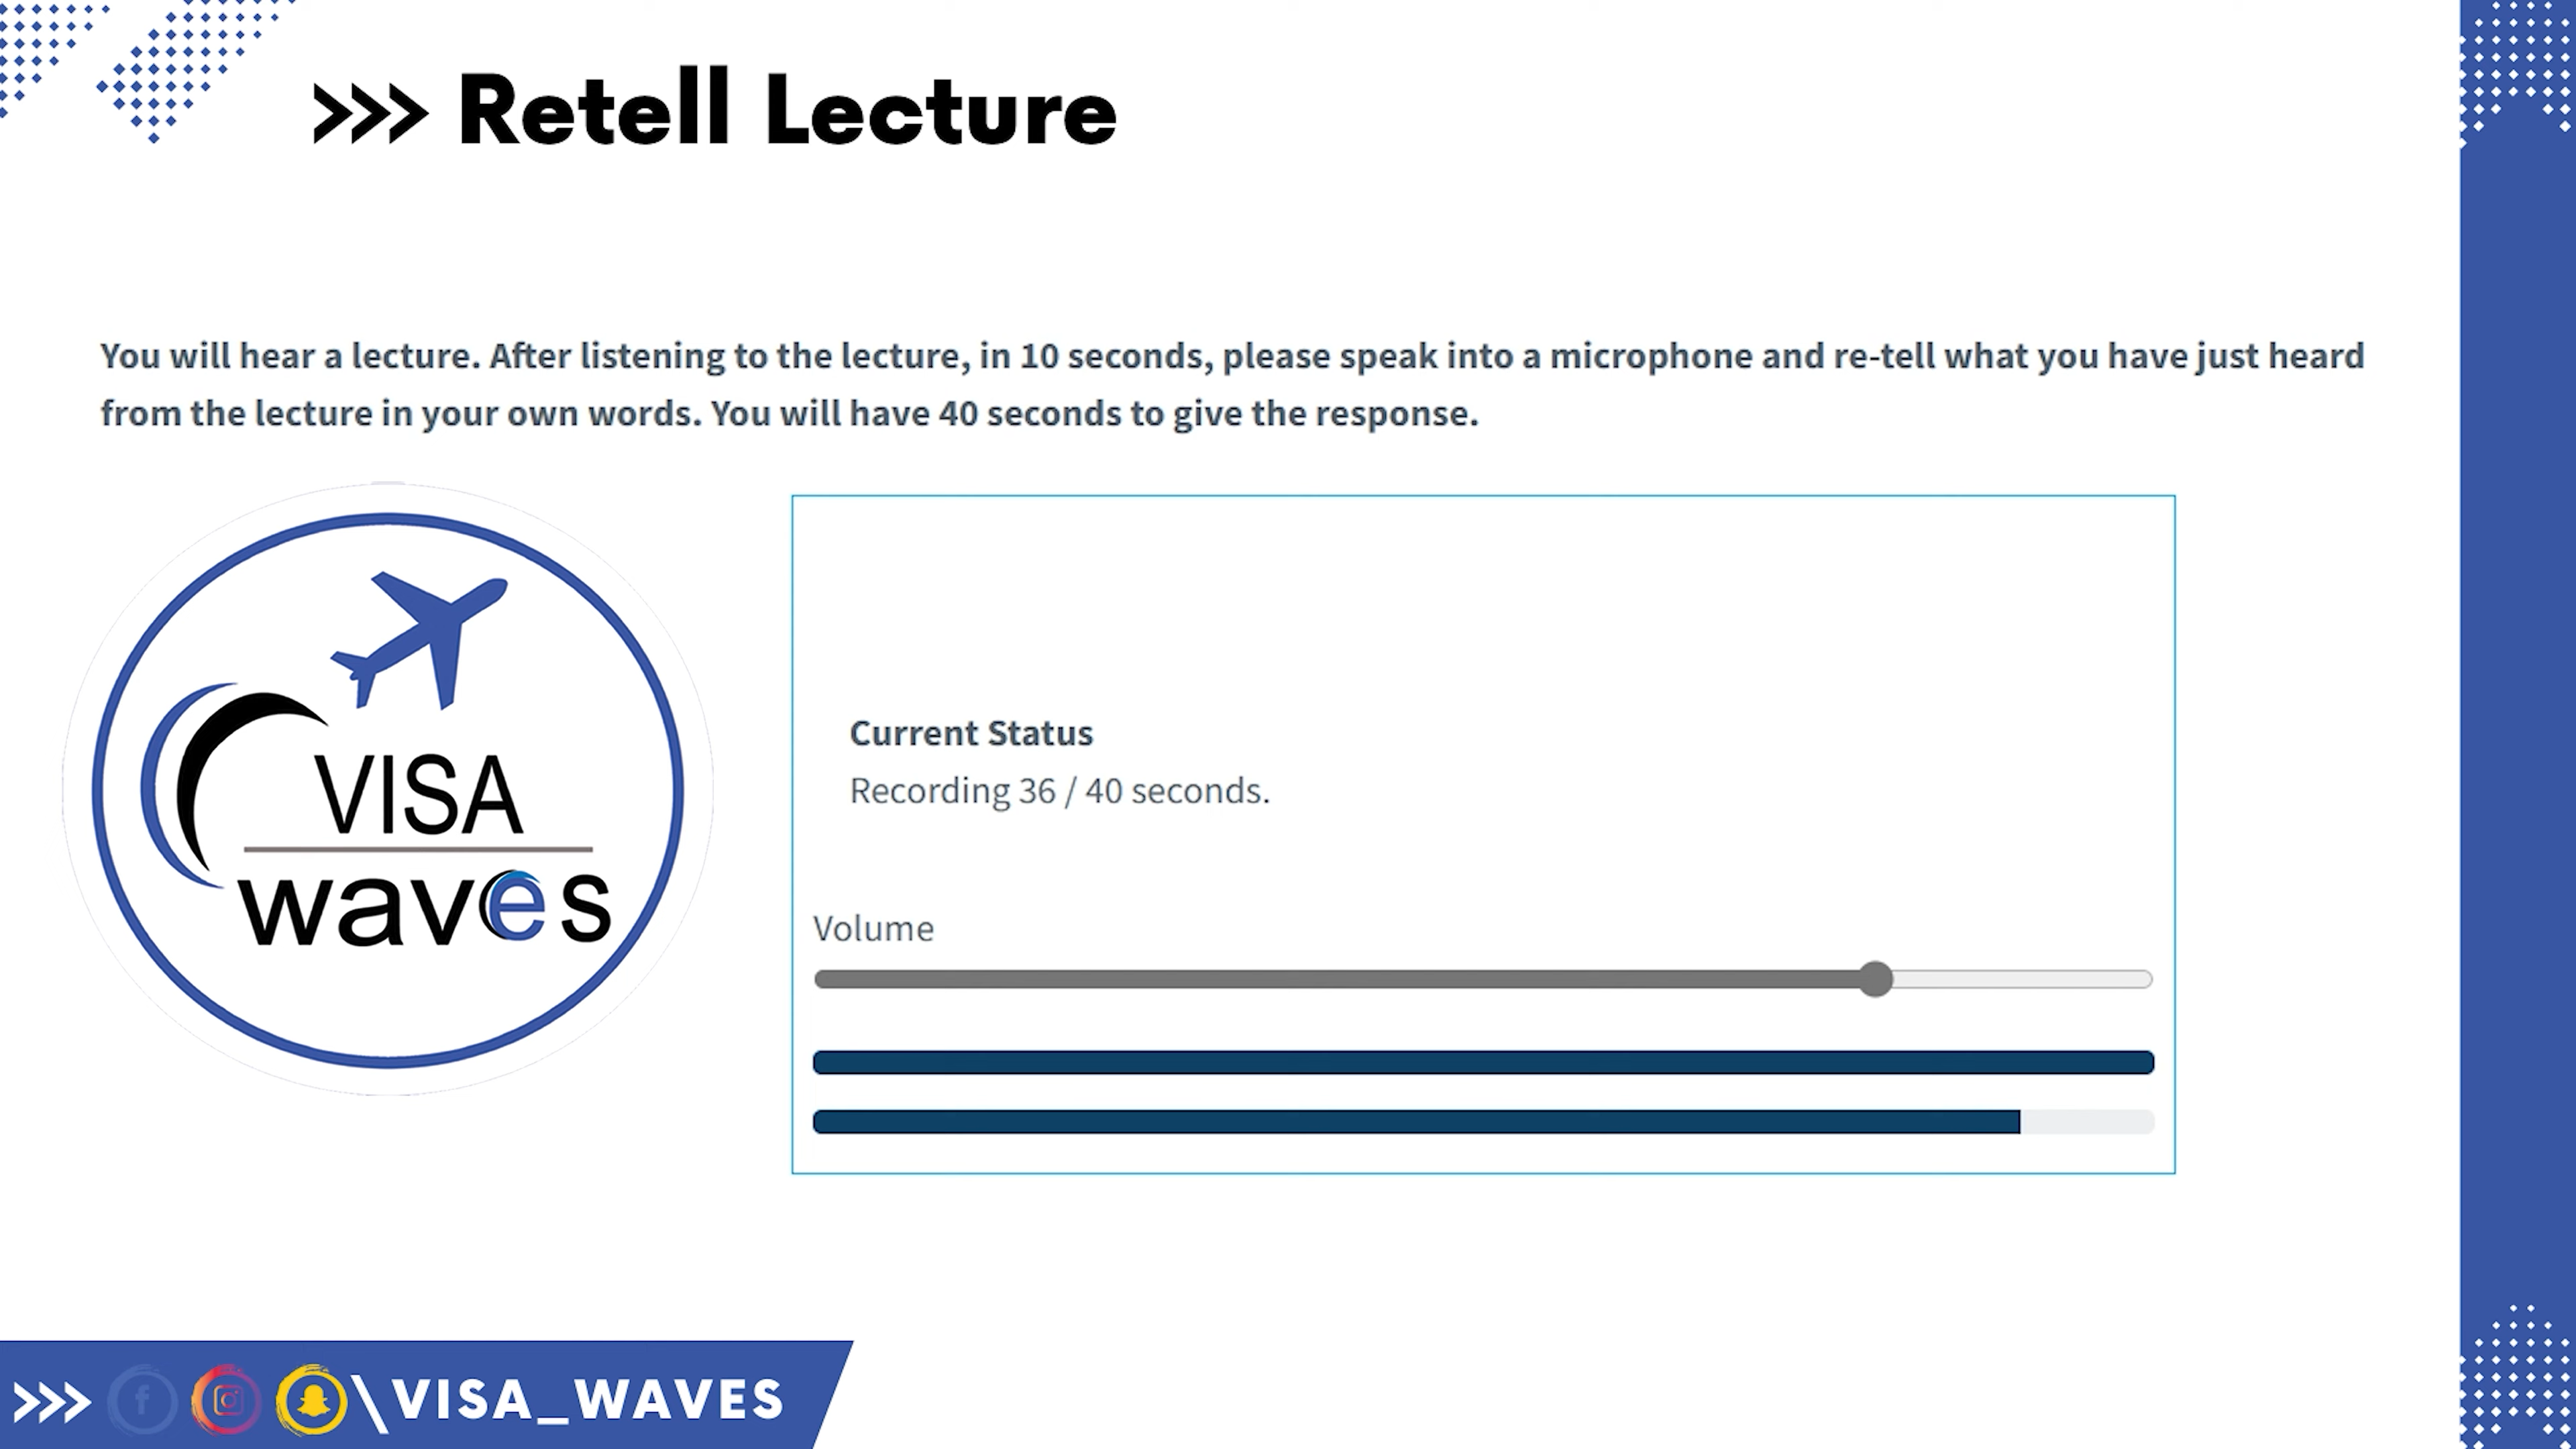 >>> Retell Lecture
You will hear a lecture. After listening to the lecture, in 10 seconds, please speak into a microphone and re-tell what you have just heard
from the lecture in your own words. You will have 40 seconds to give the response.
VISA
waves
Current Status
Recording 36 / 40 seconds.
Volume
>>> \VISA_WAVES